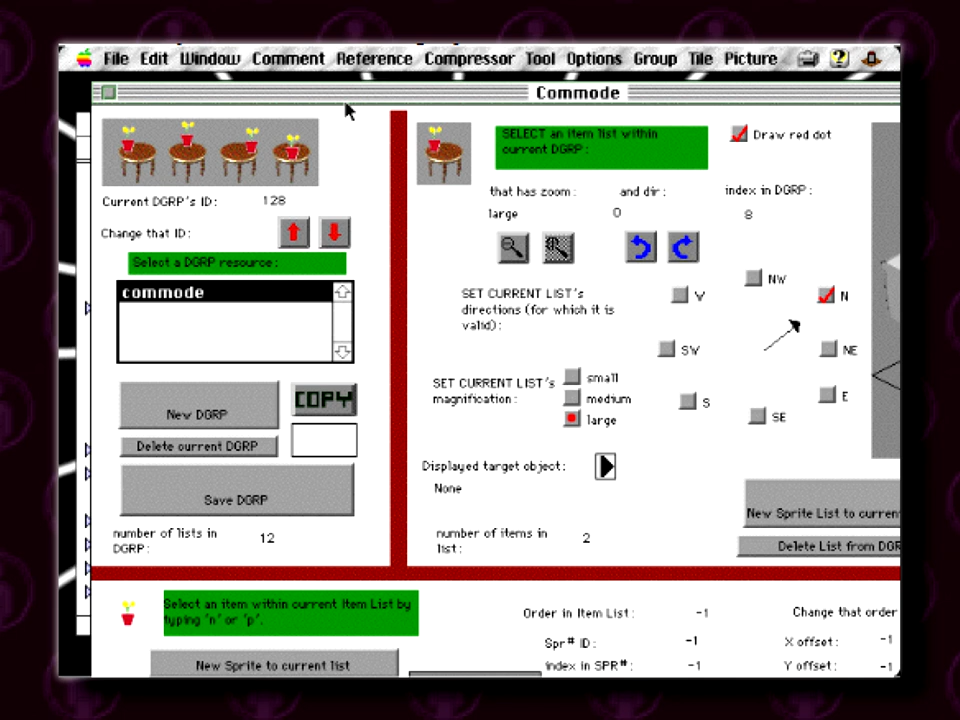 File Edit Window Comment Reference Compressor Tool Options Group Tile Picture
Commode
Current DGRP's ID: 128
Change that ID:
Select a DGRP resource:
commode
New DGRP
COPY
Delete current DGRP
Save DGRP
number of lists in
DGRP: 12
SELECT an item list within
current DGRP:
Draw red dot
that has zoom: and dir: index in DGRP:
large 0 8
SET CURRENT LIST's
directions (for which it is
valid):
NW
W N
SW NE
S E
SE
SET CURRENT LIST's
magnification:
small
medium
large
Displayed target object:
None
New Sprite List to curren
number of items in
list: 2
Delete List from DGR
Select an item within current Item List by
typing 'n' or 'p'.
New Sprite to current list
Order in Item List: -1 Change that order
Spr# ID: -1 X offset: -1
index in SPR#: -1 Y offset: -1